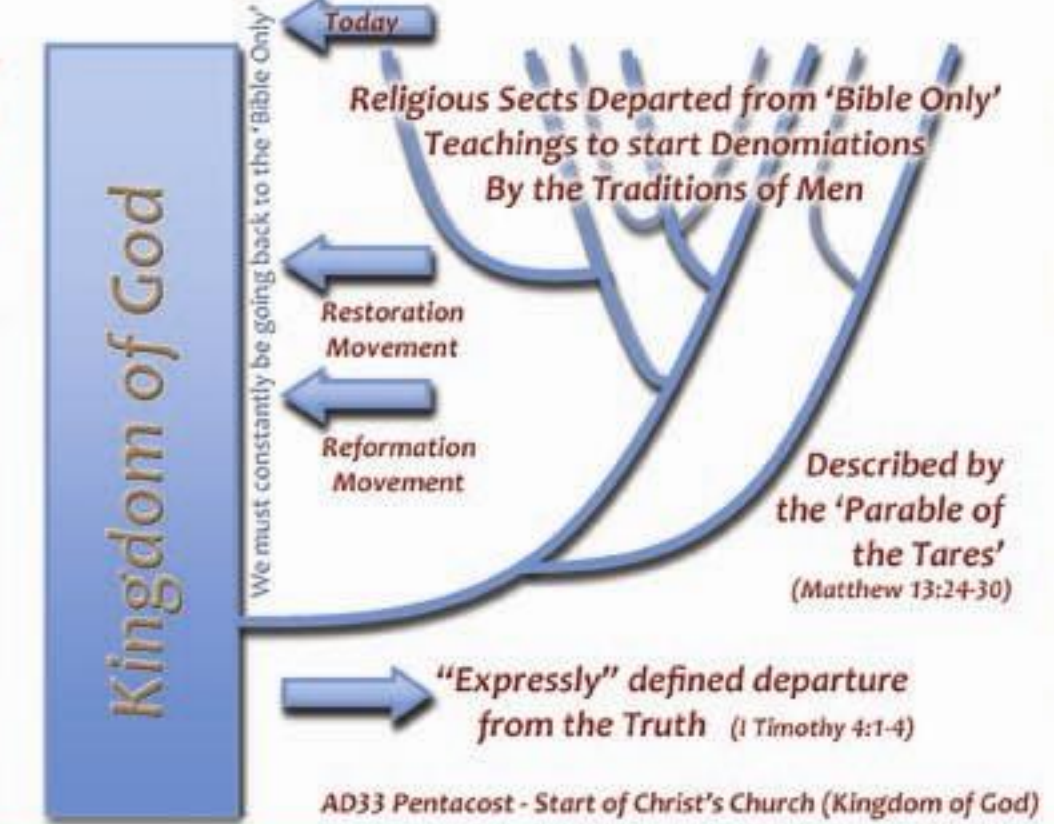 Today
We must constantly be going back to the 'Bible Only'
Religious Sects Departed from 'Bible Only'
Teachings to start Denomiations
By the Traditions of Men
Kingdom of God
Restoration
Movement
Reformation
Movement
Described by
the 'Parable of
the Tares'
(Matthew 13:24-30)
"Expressly" defined departure
from the Truth (I Timothy 4:1-4)
AD33 Pentacost - Start of Christ's Church (Kingdom of God)